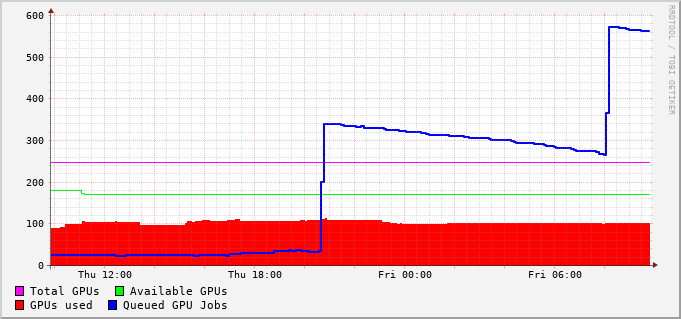 600
500
400
300
200
100
0
Thu 12:00 Thu 18:00 Fri 00:00 Fri 06:00
Total GPUs Available GPUs
GPUs used Queued GPU Jobs
RRDTOOL / TOBI OETIKER